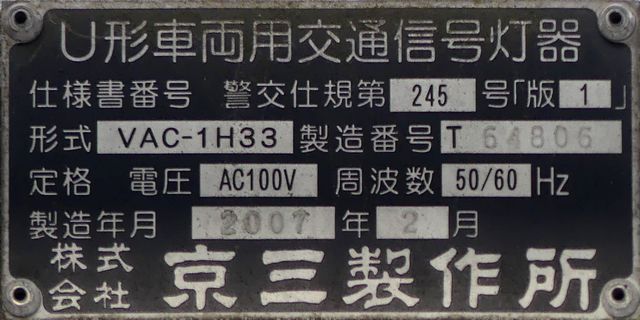 U形車両用交通信号灯器
仕様書番号 警交仕規第 245 号「版 1 」
形式 VAC-1H33 製造番号 T 64806
定格 電圧 AC100V 周波数 50/60 Hz
製造年月 2007 年 2 月
株式会社 京三製作所